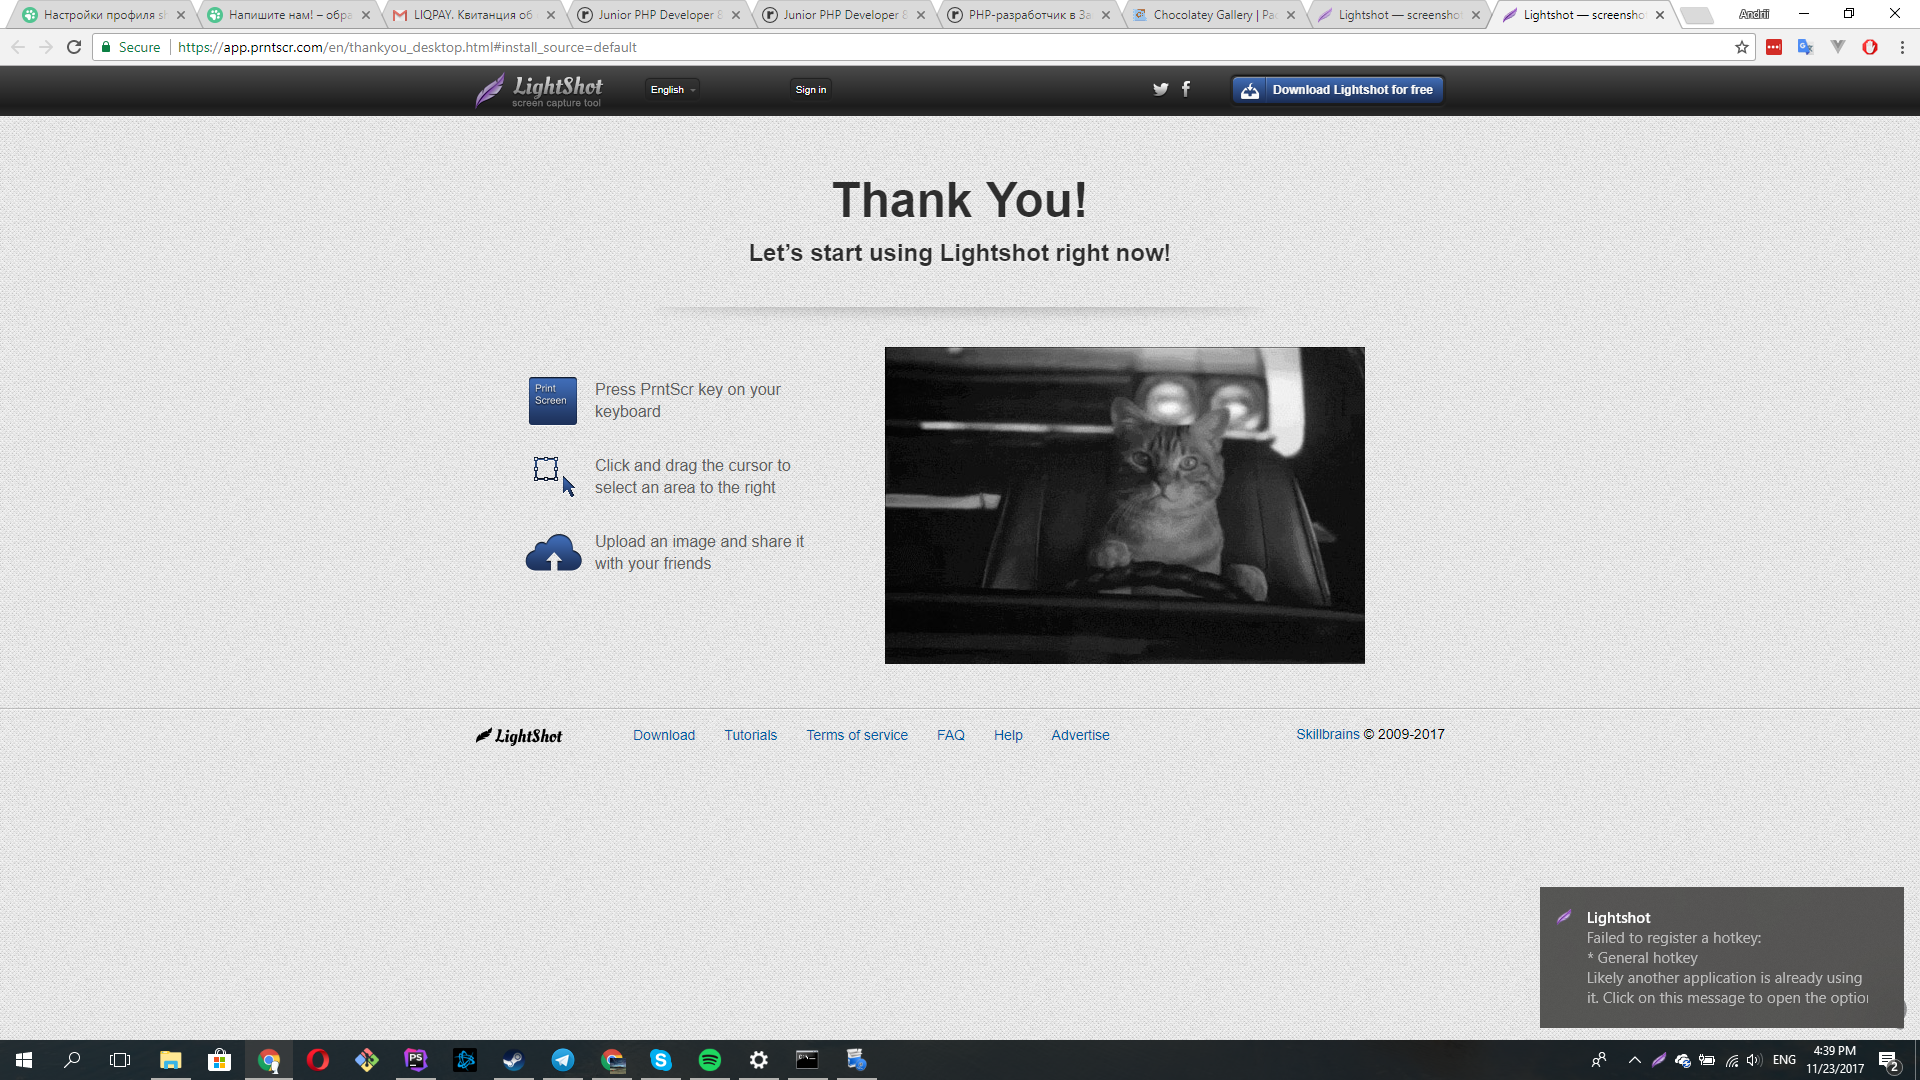 Настройки профиля sh
Напишите нам! – обра
LIQPAY. Квитанция об
Junior PHP Developer в
Junior PHP Developer в
PHP-разработчик в За
Chocolatey Gallery | Pac
Lightshot — screenshot
Lightshot — screensho
Andrii
Secure
https://app.prntscr.com/en/thankyou_desktop.html#install_source=default
LightShot
screen capture tool
English
Sign in
Download Lightshot for free
Thank You!
Let’s start using Lightshot right now!
Print
Screen
Press PrntScr key on your
keyboard
Click and drag the cursor to
select an area to the right
Upload an image and share it
with your friends
LightShot
Download
Tutorials
Terms of service
FAQ
Help
Advertise
Skillbrains © 2009-2017
Lightshot
Failed to register a hotkey:
* General hotkey
Likely another application is already using
it. Click on this message to open the option
PS
ENG
4:39 PM
11/23/2017
2